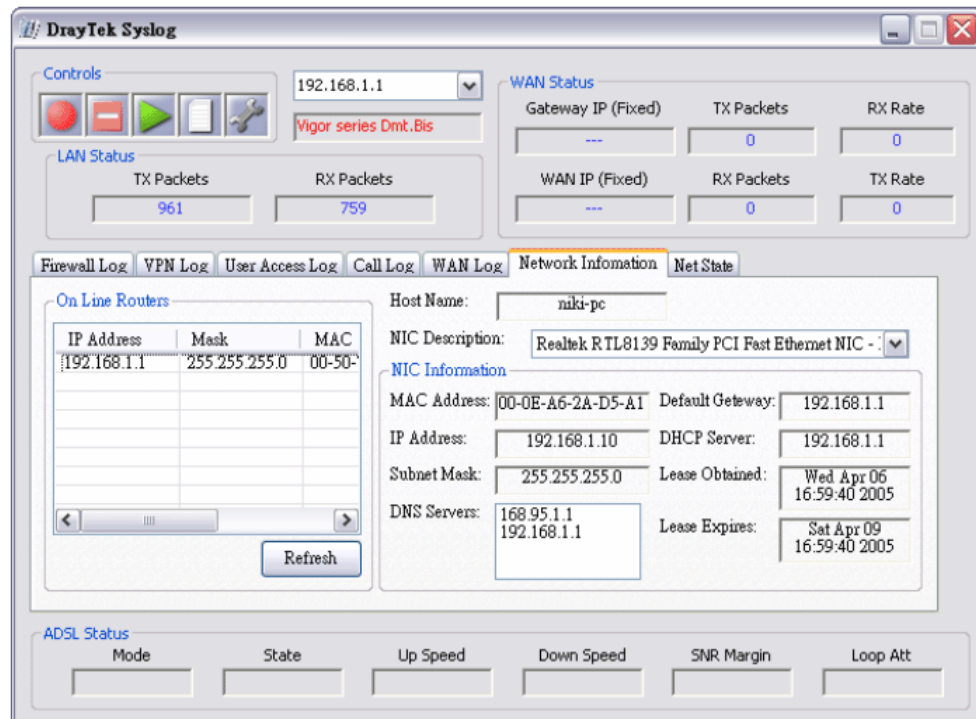 DrayTek Syslog
Controls
192.168.1.1
Vigor series Dmt.Bis
WAN Status
Gateway IP (Fixed) TX Packets RX Rate
--- 0 0
WAN IP (Fixed) RX Packets TX Rate
--- 0 0
LAN Status
TX Packets RX Packets
961 759
Firewall Log VPN Log User Access Log Call Log WAN Log Network Infomation Net State
On Line Routers
IP Address Mask MAC
192.168.1.1 255.255.255.0 00-50-
Refresh
Host Name: niki-pc
NIC Description: Realtek RTL8139 Family PCI Fast Ethernet NIC -
NIC Information
MAC Address: 00-0E-A6-2A-D5-A1 Default Geteway: 192.168.1.1
IP Address: 192.168.1.10 DHCP Server: 192.168.1.1
Subnet Mask: 255.255.255.0 Lease Obtained: Wed Apr 06
16:59:40 2005
DNS Servers: 168.95.1.1
192.168.1.1
Lease Expires: Sat Apr 09
16:59:40 2005
ADSL Status
Mode State Up Speed Down Speed SNR Margin Loop Att